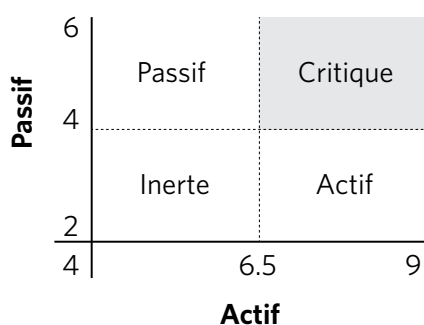 6
Passif
Critique
Passif
4
Inerte
Actif
2
4
6.5
9
Actif